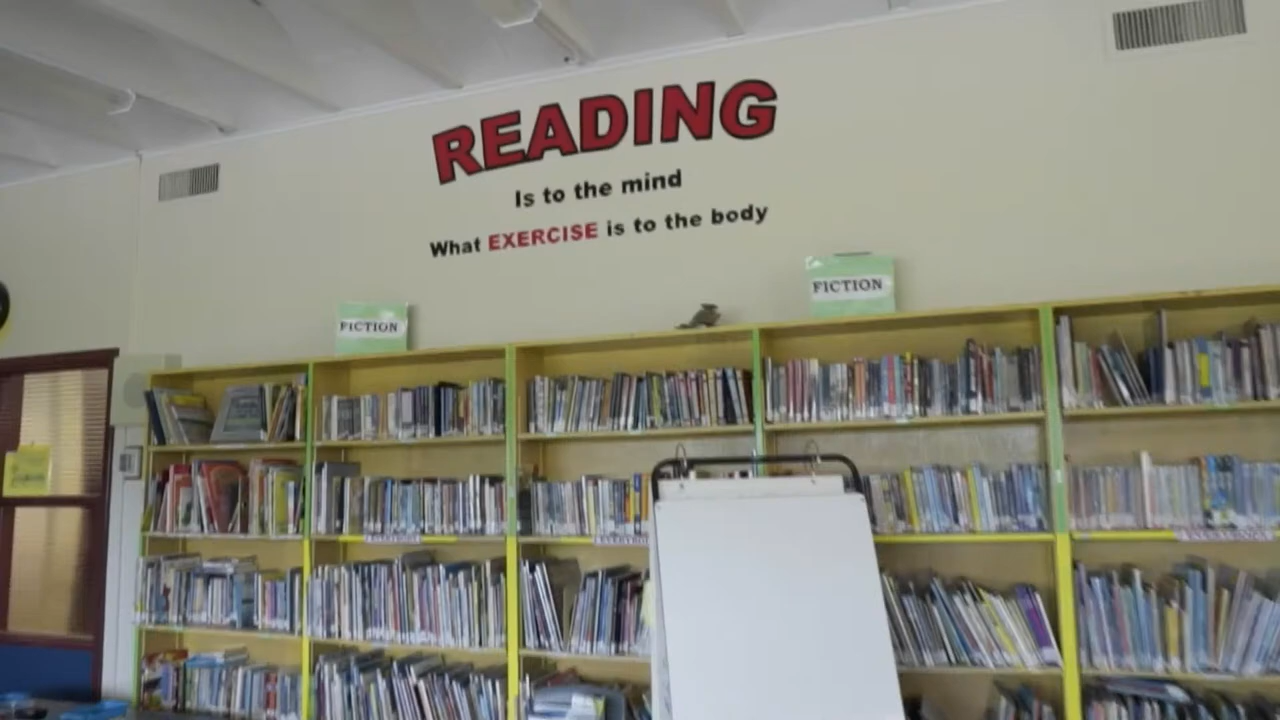 READING
Is to the mind
What EXERCISE is to the body
FICTION
FICTION